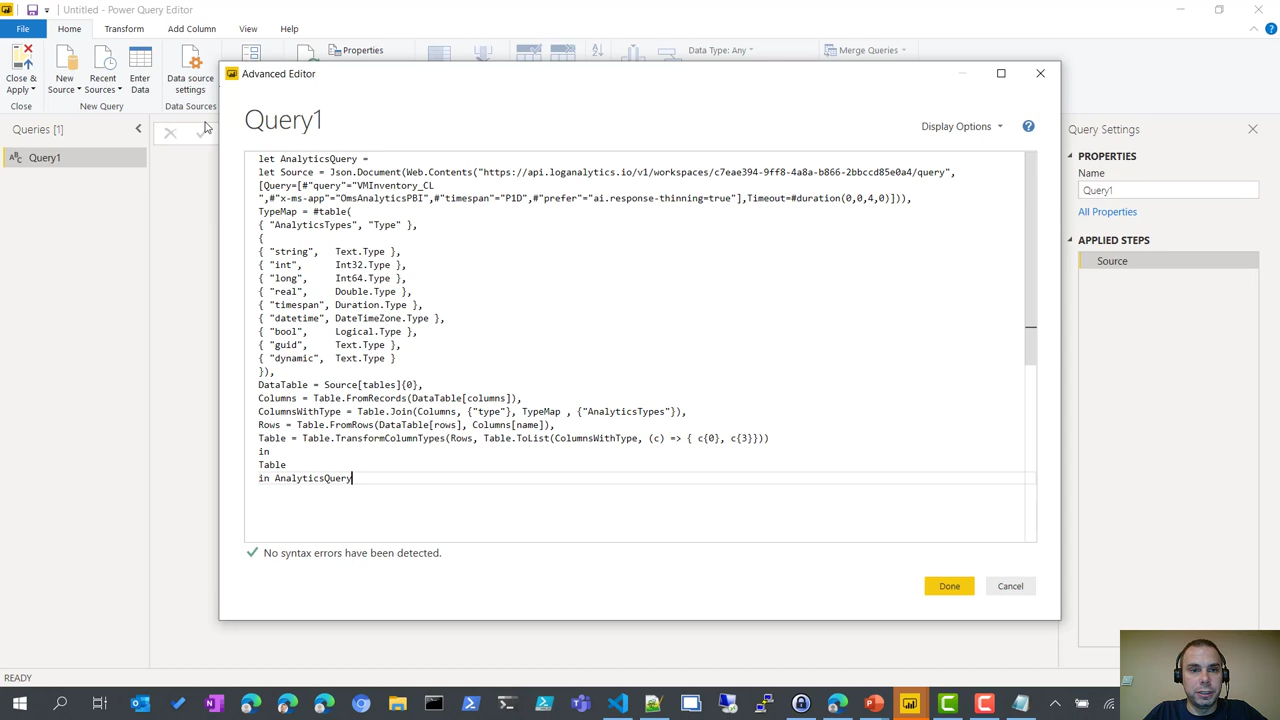 Untitled - Power Query Editor
File Home Transform Add Column View Help
Close & Apply
New Source
Recent Sources
Enter Data
Data source settings
Properties
Data Type: Any
Merge Queries
Close
New Query
Data Sources
Queries [1]
Query1
Advanced Editor
Query1
Display Options
let AnalyticsQuery =
let Source = Json.Document(Web.Contents("https://api.loganalytics.io/v1/workspaces/c7eae394-9ff8-4a8a-b866-2bbccd85e0a4/query",
[Query=[#"query"="VMInventory_CL
",#"x-ms-app"="OmsAnalyticsPBI",#"timespan"="P1D",#"prefer"="ai.response-thinning=true"],Timeout=#duration(0,0,4,0)])),
TypeMap = #table(
{ "AnalyticsTypes", "Type" },
{
{ "string",   Text.Type },
{ "int",      Int32.Type },
{ "long",     Int64.Type },
{ "real",     Double.Type },
{ "timespan", Duration.Type },
{ "datetime", DateTimeZone.Type },
{ "bool",     Logical.Type },
{ "guid",     Text.Type },
{ "dynamic",  Text.Type }
}),
DataTable = Source[tables]{0},
Columns = Table.FromRecords(DataTable[columns]),
ColumnsWithType = Table.Join(Columns, {"type"}, TypeMap , {"AnalyticsTypes"}),
Rows = Table.FromRows(DataTable[rows], Columns[name]),
Table = Table.TransformColumnTypes(Rows, Table.ToList(ColumnsWithType, (c) => { c{0}, c{3}}))
in
Table
in AnalyticsQuery
No syntax errors have been detected.
Done
Cancel
Query Settings
PROPERTIES
Name
Query1
All Properties
APPLIED STEPS
Source
READY